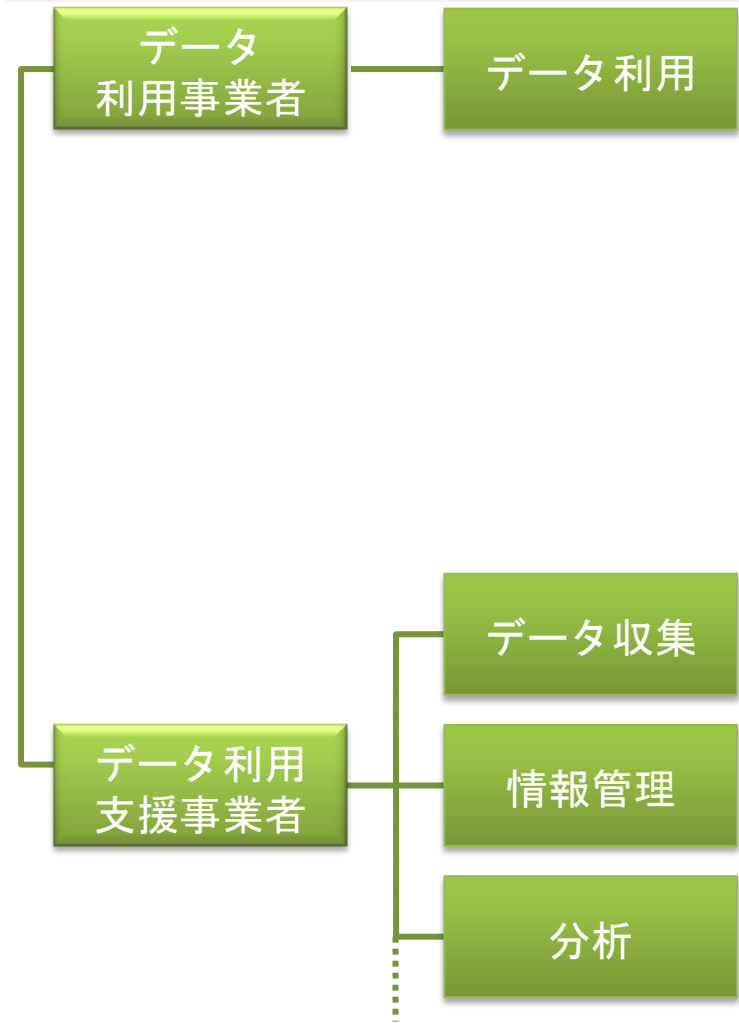 データ
利用事業者
データ利用
データ収集
データ利用
支援事業者
情報管理
分析